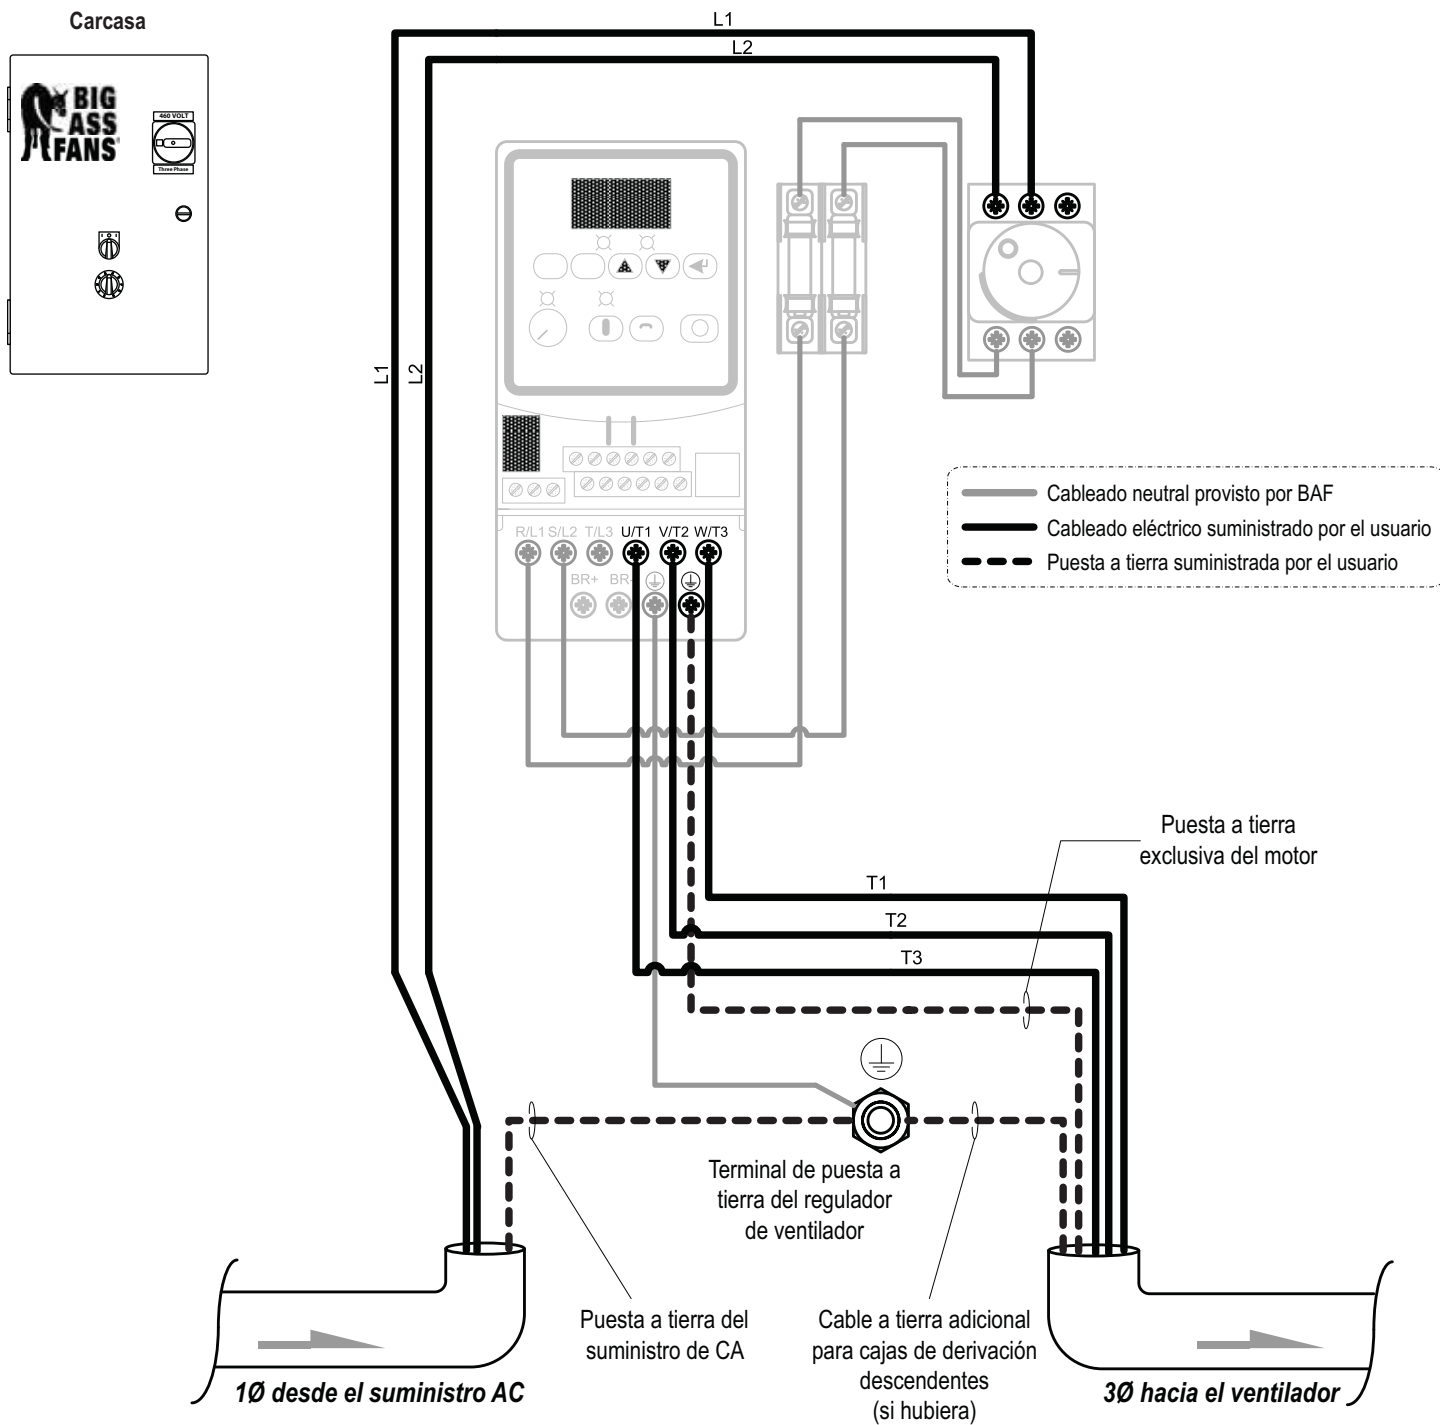 Carcasa
BIG
ASS
FANS
460 VOLT
Three Phase
L1
L2
L1
L2
R/L1 S/L2 T/L3 U/T1 V/T2 W/T3
BR+ BR-
Cableado neutral provisto por BAF
Cableado eléctrico suministrado por el usuario
Puesta a tierra suministrada por el usuario
Puesta a tierra
exclusiva del motor
T1
T2
T3
Terminal de puesta a
tierra del regulador
de ventilador
Puesta a tierra del
suministro de CA
Cable a tierra adicional
para cajas de derivación
descendentes
(si hubiera)
1Ø desde el suministro AC
3Ø hacia el ventilador